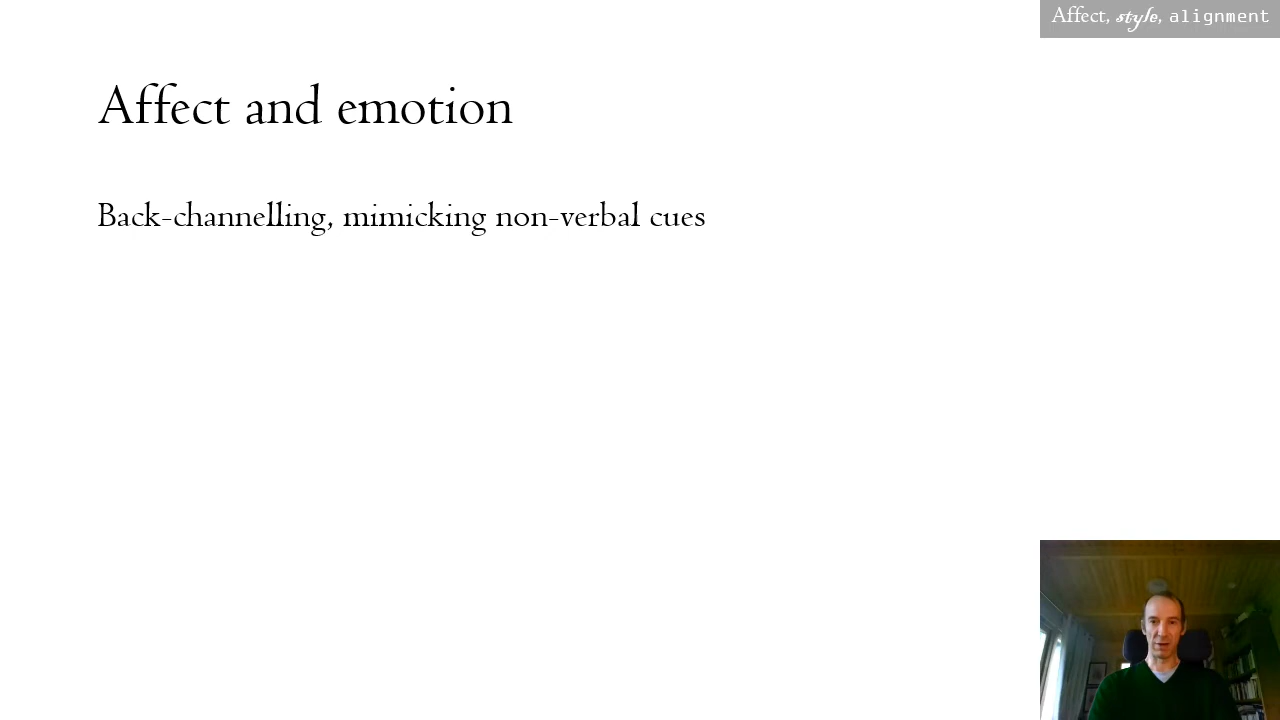 Affect, style, alignment
Affect and emotion
Back-channelling, mimicking non-verbal cues